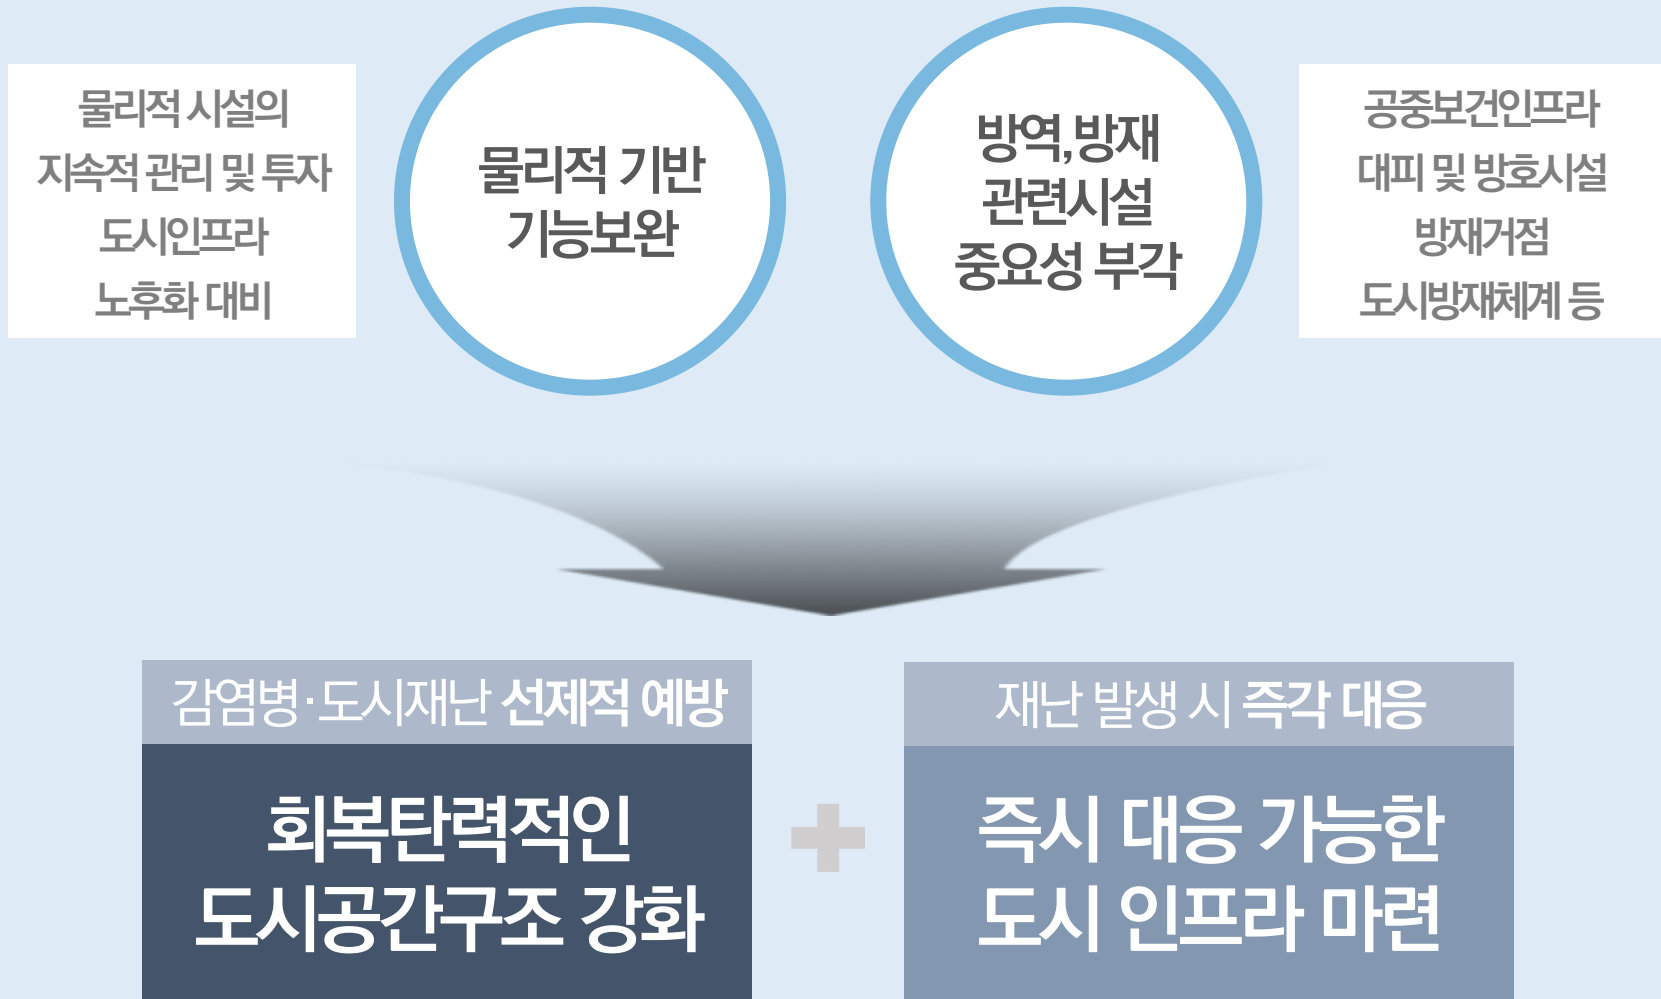 물리적 시설의
지속적 관리 및 투자
도시인프라
노후화 대비
물리적 기반
기능보완
방역,방재
관련시설
중요성 부각
공중보건인프라
대피 및 방호시설
방재거점
도시방재체계 등
감염병·도시재난 선제적 예방
회복탄력적인
도시공간구조 강화
재난 발생 시 즉각 대응
즉시 대응 가능한
도시 인프라 마련